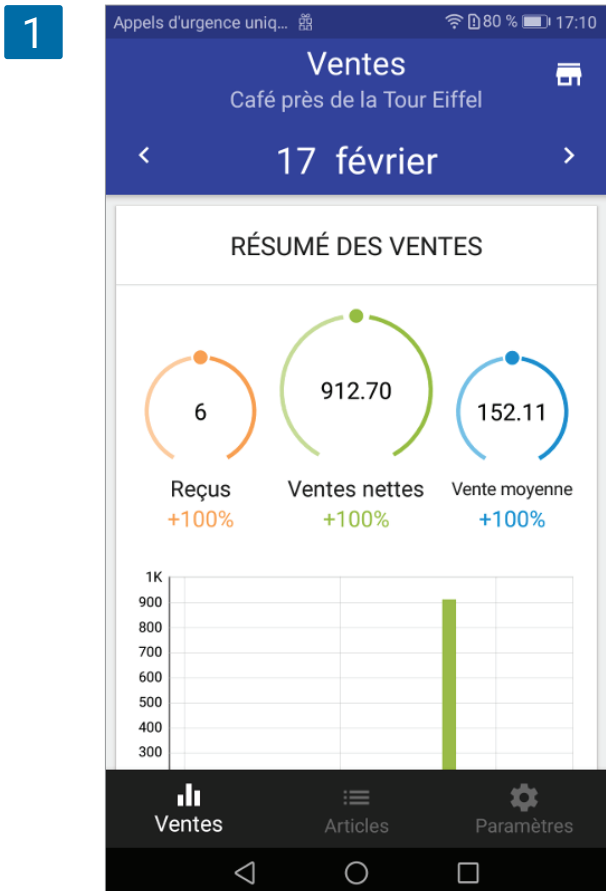 1
Appels d'urgence uniq... 80 % 17:10
Ventes
Café près de la Tour Eiffel
17 février
RÉSUMÉ DES VENTES
6
912.70
152.11
Reçus
Ventes nettes
Vente moyenne
+100%
+100%
+100%
1K
900
800
700
600
500
400
300
Ventes
Articles
Paramètres